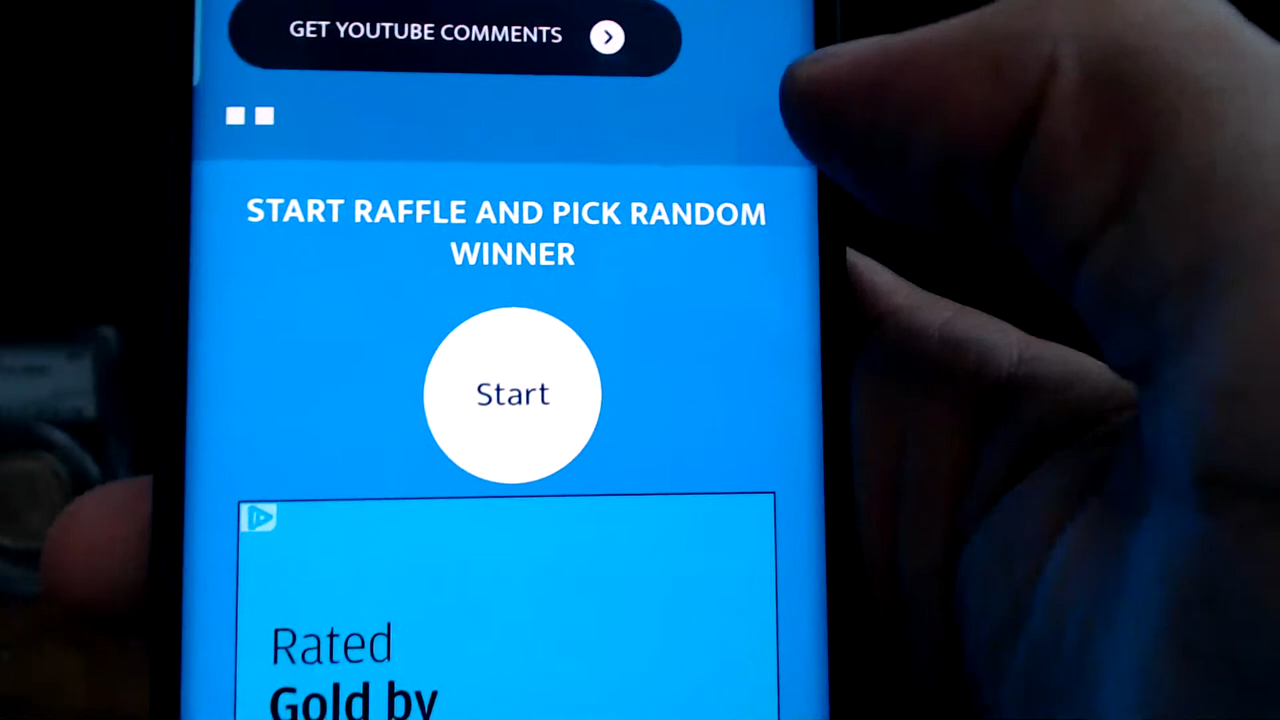 GET YOUTUBE COMMENTS
START RAFFLE AND PICK RANDOM
WINNER
Start
Rated
Gold by